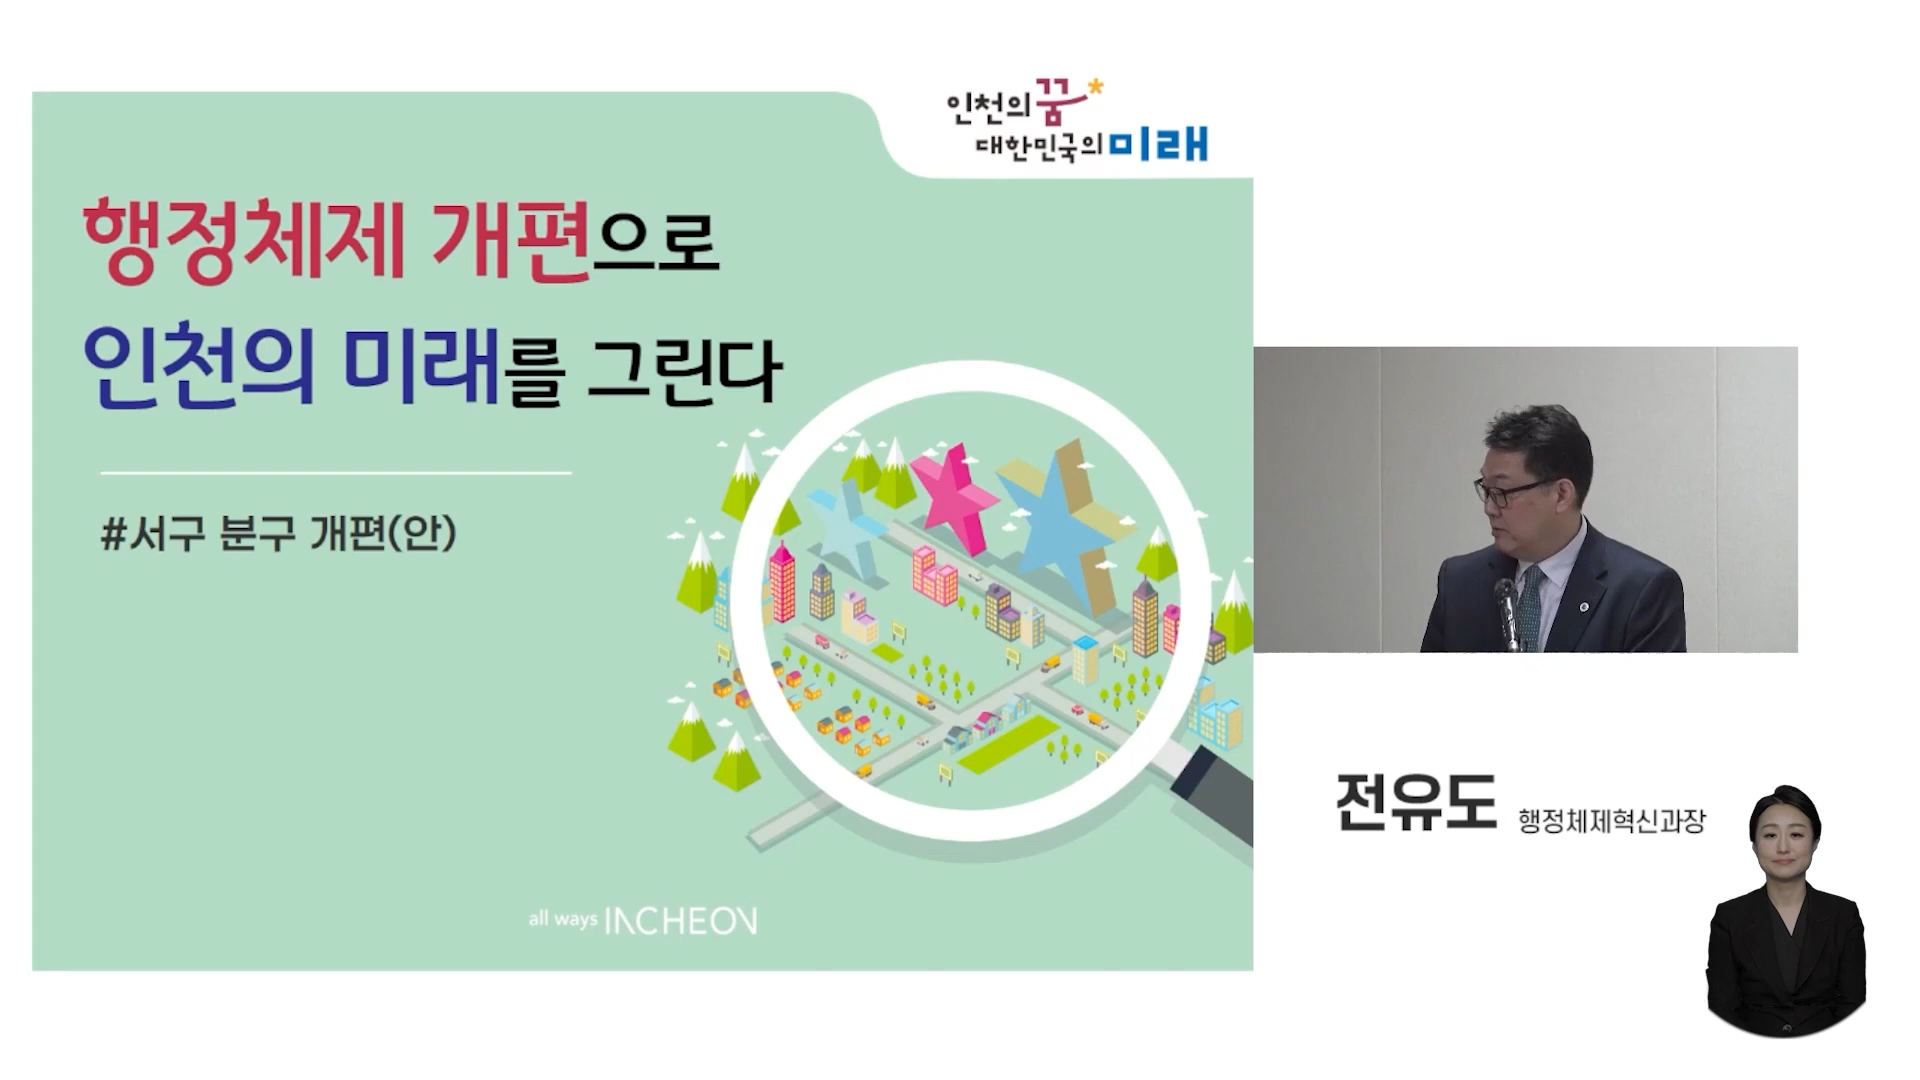 인천의 꿈
대한민국의 미래
행정체제 개편으로
인천의 미래를 그린다
#서구 분구 개편(안)
all ways INCHEON
전유도 행정체제혁신과장